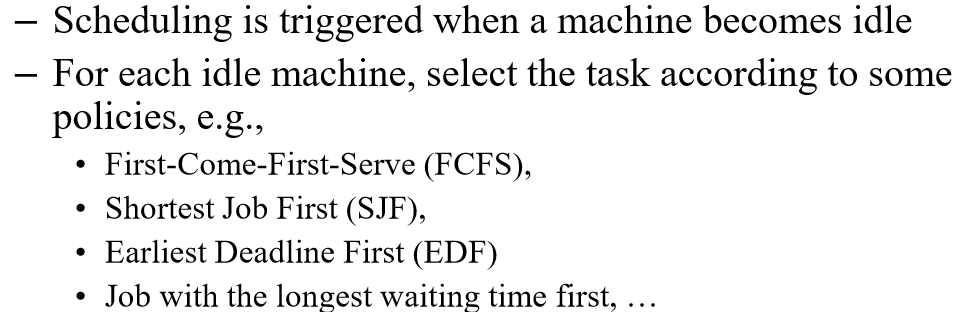 – Scheduling is triggered when a machine becomes idle
– For each idle machine, select the task according to some
policies, e.g.,
• First-Come-First-Serve (FCFS),
• Shortest Job First (SJF),
• Earliest Deadline First (EDF)
• Job with the longest waiting time first, …